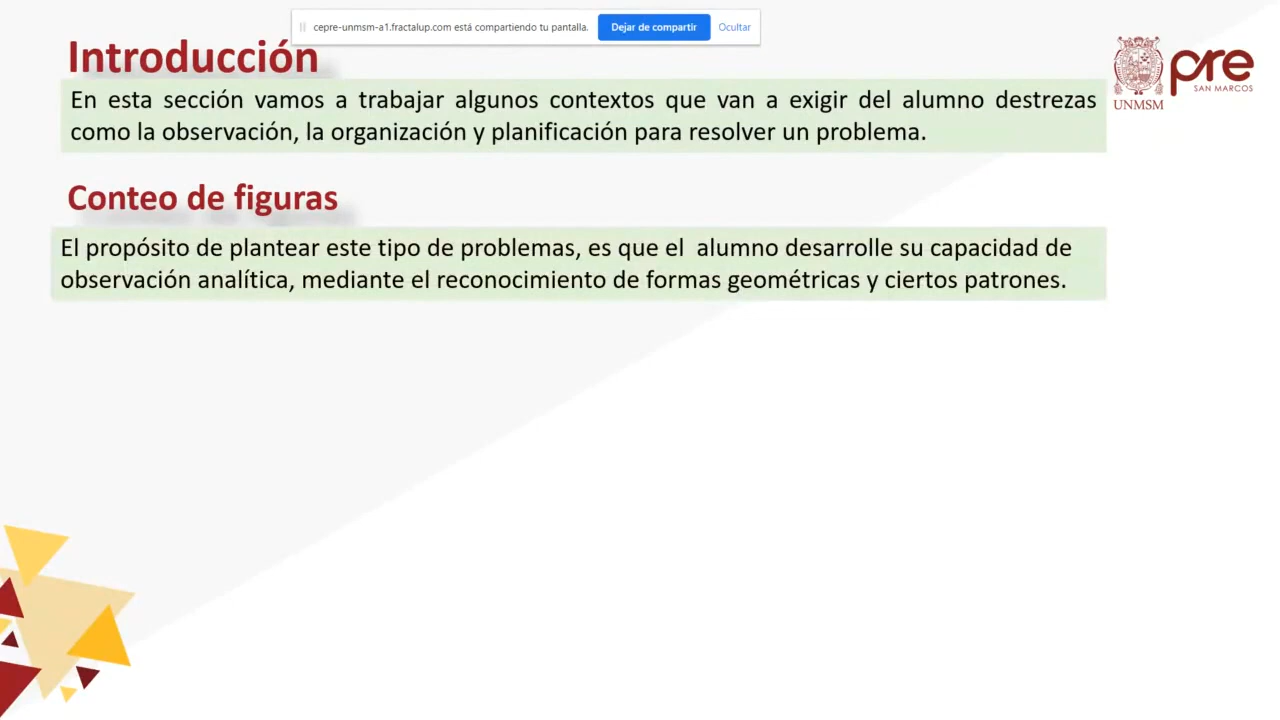 cepre-unmsm-a1.fractalup.com está compartiendo tu pantalla. Dejar de compartir Ocultar
Introducción
En esta sección vamos a trabajar algunos contextos que van a exigir del alumno destrezas
como la observación, la organización y planificación para resolver un problema.
pre
SAN MARCOS
UNMSM
Conteo de figuras
El propósito de plantear este tipo de problemas, es que el alumno desarrolle su capacidad de
observación analítica, mediante el reconocimiento de formas geométricas y ciertos patrones.